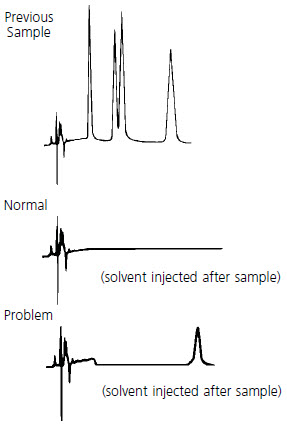 Previous
Sample
Normal
(solvent injected after sample)
Problem
(solvent injected after sample)